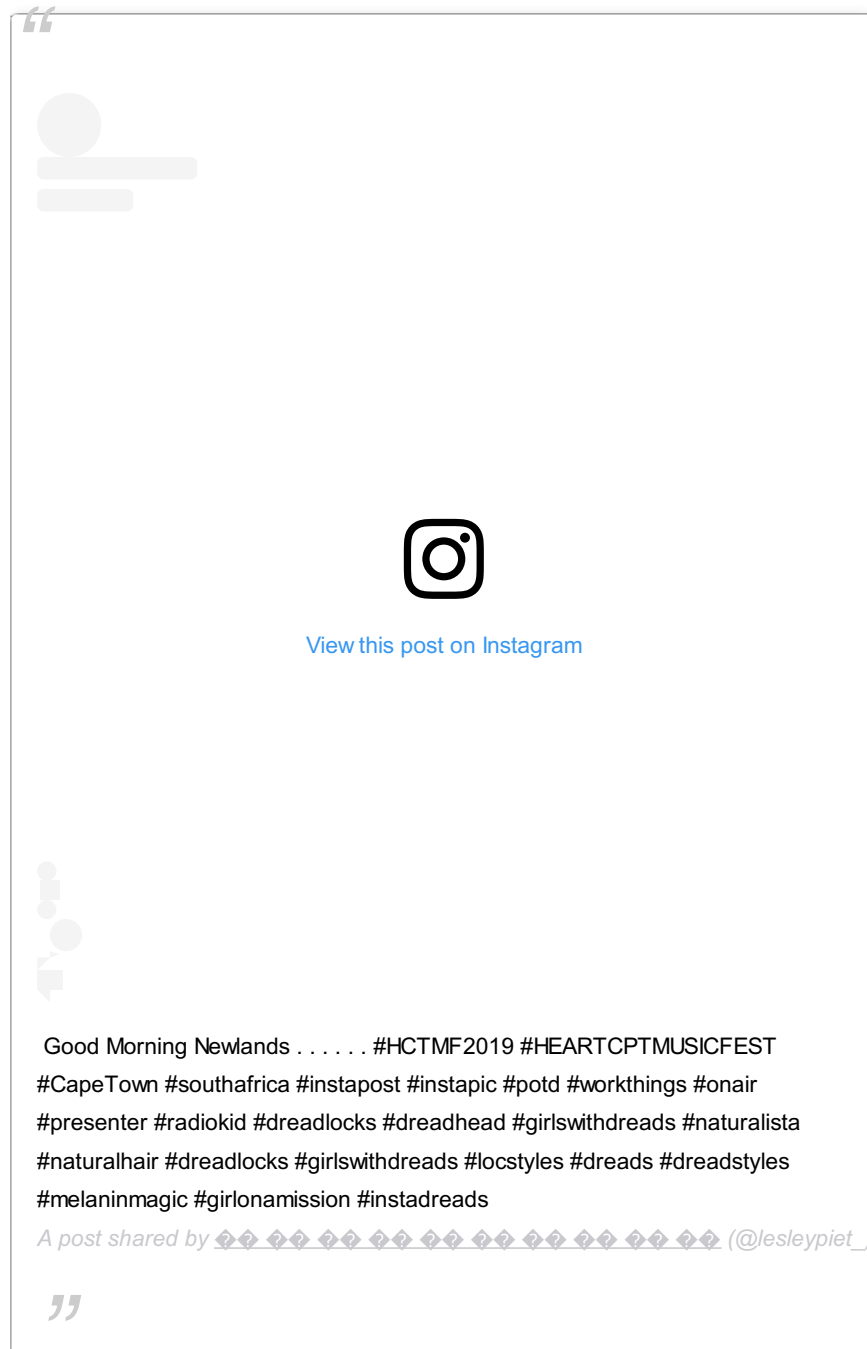 “
View this post on Instagram
Good Morning Newlands . . . . . . #HCTMF2019 #HEARTCPTMUSICFEST
#CapeTown #southafrica #instapost #instapic #potd #workthings #onair
#presenter #radiokid #dreadlocks #dreadhead #girlswithdreads #naturalista
#naturalhair #dreadlocks #girlswithdreads #locstyles #dreads #dreadstyles
#melaninmagic #girlonamission #instadreads
A post shared by �� �� �� �� �� �� �� �� �� �� (@lesleypiet_
”